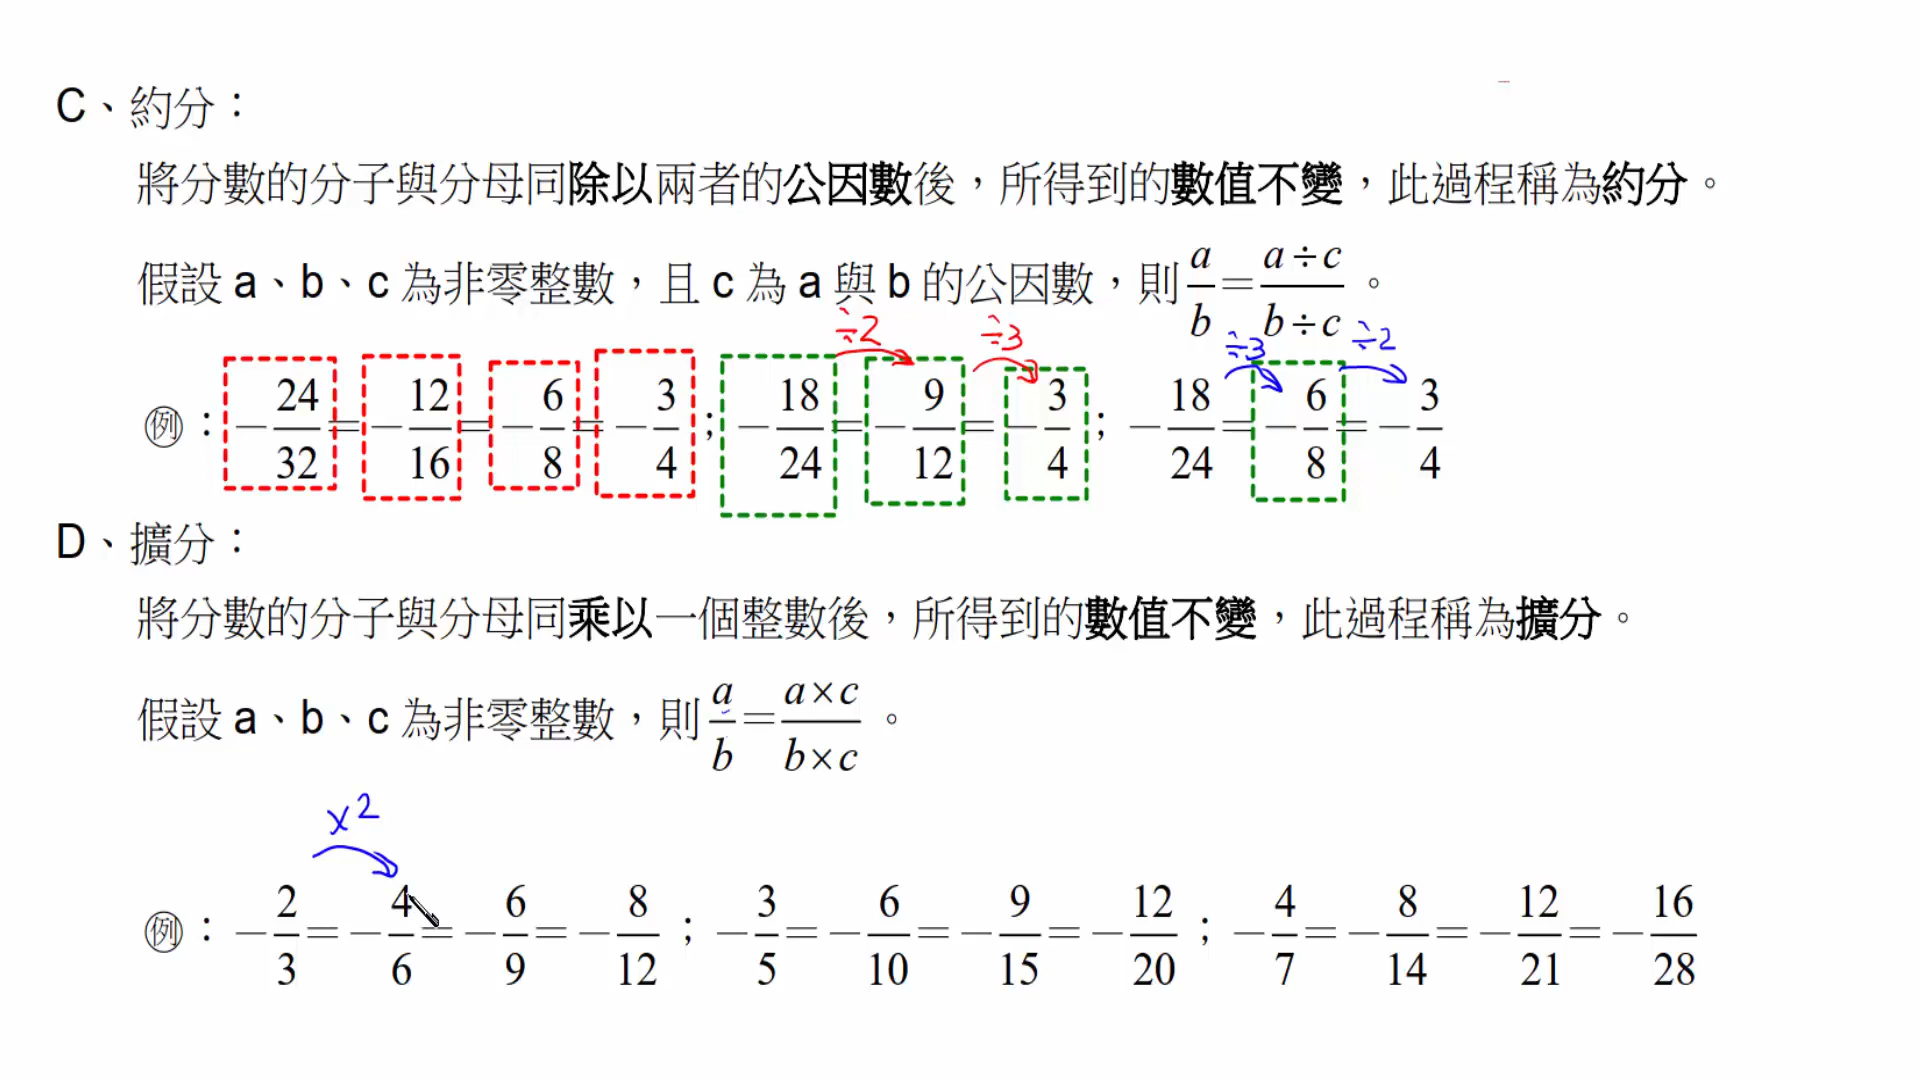 C、約分：
將分數的分子與分母同除以兩者的公因數後，所得到的數值不變，此過程稱為約分。
假設 a、b、c 為非零整數，且 c 為 a 與 b 的公因數，則 a/b = a÷c/b÷c 。
÷2 ÷3 ÷3 ÷2
例：−24/32 = −12/16 = −6/8 = −3/4；−18/24 = −9/12 = −3/4；−18/24 = −6/8 = −3/4
D、擴分：
將分數的分子與分母同乘以一個整數後，所得到的數值不變，此過程稱為擴分。
假設 a、b、c 為非零整數，則 a/b = a×c/b×c 。
x2
例：−2/3 = −4/6 = −6/9 = −8/12；−3/5 = −6/10 = −9/15 = −12/20；−4/7 = −8/14 = −12/21 = −16/28